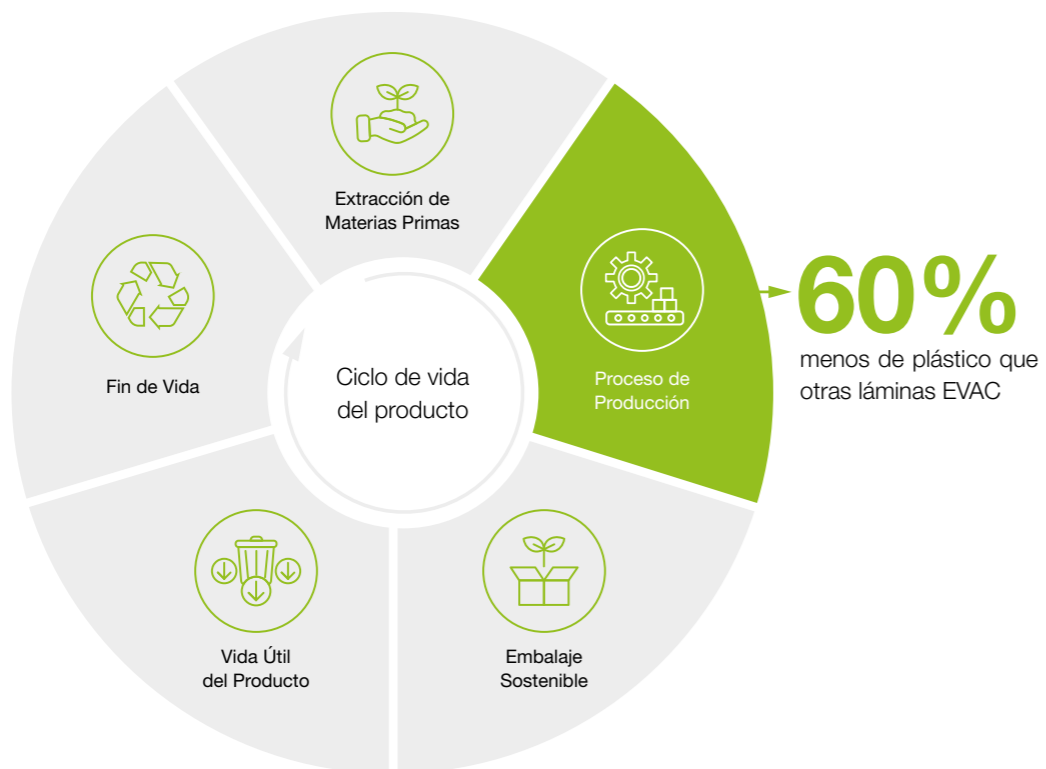 Extracción de
Materias Primas
Proceso de
Producción
60%
menos de plástico que
otras láminas EVAC
Embalaje
Sostenible
Vida Útil
del Producto
Fin de Vida
Ciclo de vida
del producto